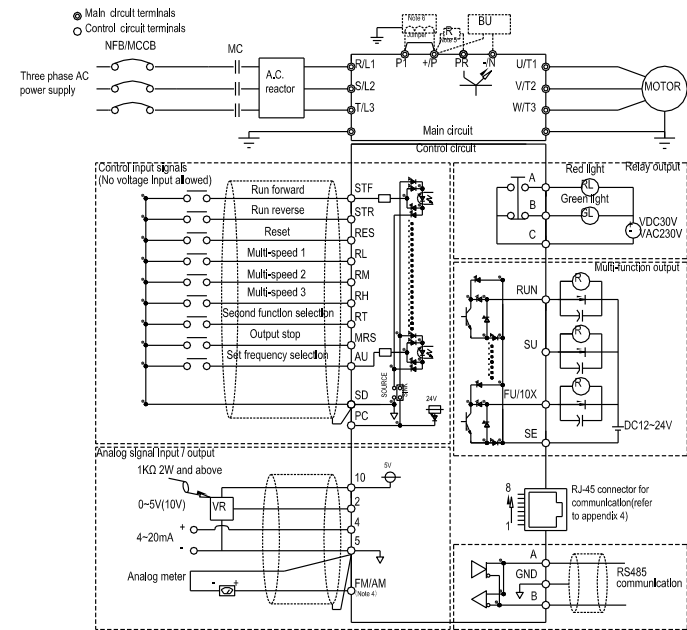 Main circuit terminals
Control circuit terminals
NFB/MCCB
MC
Three phase AC
power supply
A.C.
reactor
R/L1
S/L2
T/L3
Note 6
Jumper
R
Note 5
BU
P1
+/P
PR
-/N
U/T1
V/T2
W/T3
MOTOR
Main circuit
Control circuit
Control input signals
(No voltage Input allowed)
Run forward
STF
Run reverse
STR
Reset
RES
Multi-speed 1
RL
Multi-speed 2
RM
Multi-speed 3
RH
Second function selection
RT
Output stop
MRS
Set frequency selection
AU
SD
PC
SOURCE
SINK
24V
Relay output
Red light
A
RL
Green light
B
GL
C
VDC30V
VAC230V
Multi-function output
RUN
R
SU
R
FU/10X
R
SE
DC12~24V
Analog signal Input / output
1KΩ 2W and above
0~5V(10V)
VR
4~20mA
+
-
Analog meter
-
+
10
2
4
5
5V
FM/AM
(Note 4)
8
1
RJ-45 connector for
communication(refer
to appendix 4)
A
GND
B
RS485
communication